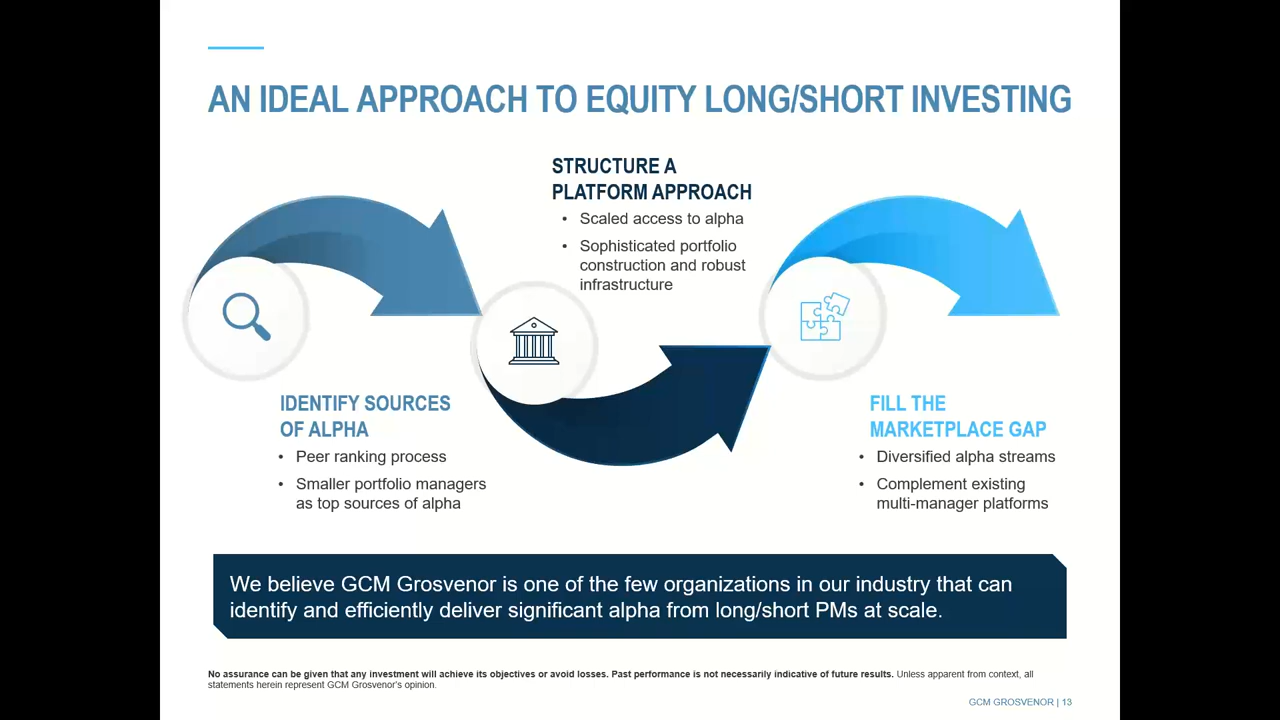 AN IDEAL APPROACH TO EQUITY LONG/SHORT INVESTING
IDENTIFY SOURCES
OF ALPHA
• Peer ranking process
• Smaller portfolio managers
as top sources of alpha
STRUCTURE A
PLATFORM APPROACH
• Scaled access to alpha
• Sophisticated portfolio
construction and robust
infrastructure
FILL THE
MARKETPLACE GAP
• Diversified alpha streams
• Complement existing
multi-manager platforms
We believe GCM Grosvenor is one of the few organizations in our industry that can
identify and efficiently deliver significant alpha from long/short PMs at scale.
No assurance can be given that any investment will achieve its objectives or avoid losses. Past performance is not necessarily indicative of future results. Unless apparent from context, all
statements herein represent GCM Grosvenor's opinion.
GCM GROSVENOR | 13